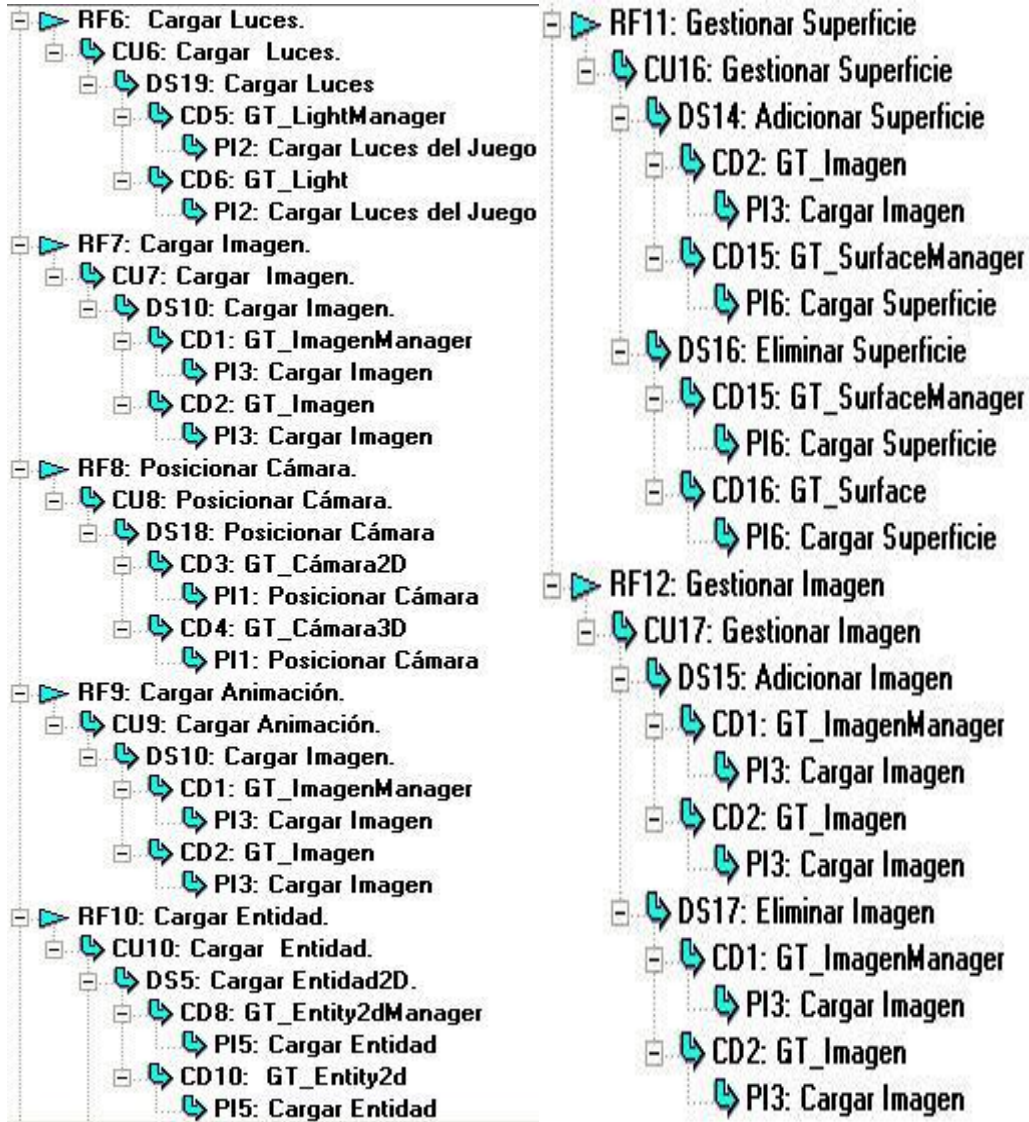 RF6: Cargar Luces.
CU6: Cargar Luces.
DS19: Cargar Luces
CD5: GT_LightManager
PI2: Cargar Luces del Juego
CD6: GT_Light
PI2: Cargar Luces del Juego
RF7: Cargar Imagen.
CU7: Cargar Imagen.
DS10: Cargar Imagen.
CD1: GT_ImagenManager
PI3: Cargar Imagen
CD2: GT_Imagen
PI3: Cargar Imagen
RF8: Posicionar Cámara.
CU8: Posicionar Cámara.
DS18: Posicionar Cámara
CD3: GT_Cámara2D
PI1: Posicionar Cámara
CD4: GT_Cámara3D
PI1: Posicionar Cámara
RF9: Cargar Animación.
CU9: Cargar Animación.
DS10: Cargar Imagen.
CD1: GT_ImagenManager
PI3: Cargar Imagen
CD2: GT_Imagen
PI3: Cargar Imagen
RF10: Cargar Entidad.
CU10: Cargar Entidad.
DS5: Cargar Entidad2D.
CD8: GT_Entity2dManager
PI5: Cargar Entidad
CD10: GT_Entity2d
PI5: Cargar Entidad
RF11: Gestionar Superficie
CU16: Gestionar Superficie
DS14: Adicionar Superficie
CD2: GT_Imagen
PI3: Cargar Imagen
CD15: GT_SurfaceManager
PI6: Cargar Superficie
DS16: Eliminar Superficie
CD15: GT_SurfaceManager
PI6: Cargar Superficie
CD16: GT_Surface
PI6: Cargar Superficie
RF12: Gestionar Imagen
CU17: Gestionar Imagen
DS15: Adicionar Imagen
CD1: GT_ImagenManager
PI3: Cargar Imagen
CD2: GT_Imagen
PI3: Cargar Imagen
DS17: Eliminar Imagen
CD1: GT_ImagenManager
PI3: Cargar Imagen
CD2: GT_Imagen
PI3: Cargar Imagen